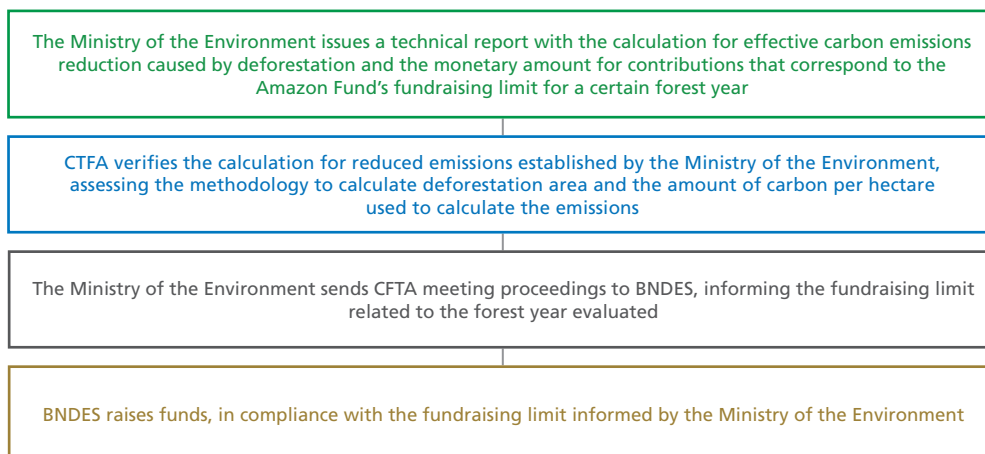 The Ministry of the Environment issues a technical report with the calculation for effective carbon emissions
reduction caused by deforestation and the monetary amount for contributions that correspond to the
Amazon Fund’s fundraising limit for a certain forest year
CTFA verifies the calculation for reduced emissions established by the Ministry of the Environment,
assessing the methodology to calculate deforestation area and the amount of carbon per hectare
used to calculate the emissions
The Ministry of the Environment sends CFTA meeting proceedings to BNDES, informing the fundraising limit
related to the forest year evaluated
BNDES raises funds, in compliance with the fundraising limit informed by the Ministry of the Environment